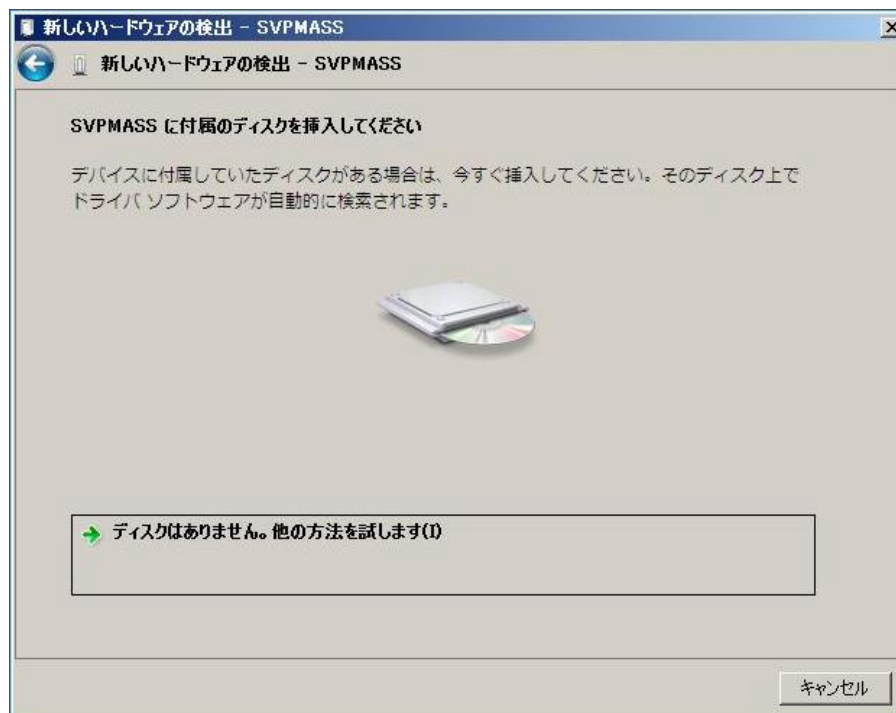 新しいハードウェアの検出 - SVPMASS
新しいハードウェアの検出 - SVPMASS
SVPMASS に付属のディスクを挿入してください
デバイスに付属していたディスクがある場合は、今すぐ挿入してください。そのディスク上で
ドライバ ソフトウェアが自動的に検索されます。
ディスクはありません。他の方法を試します(I)
キャンセル